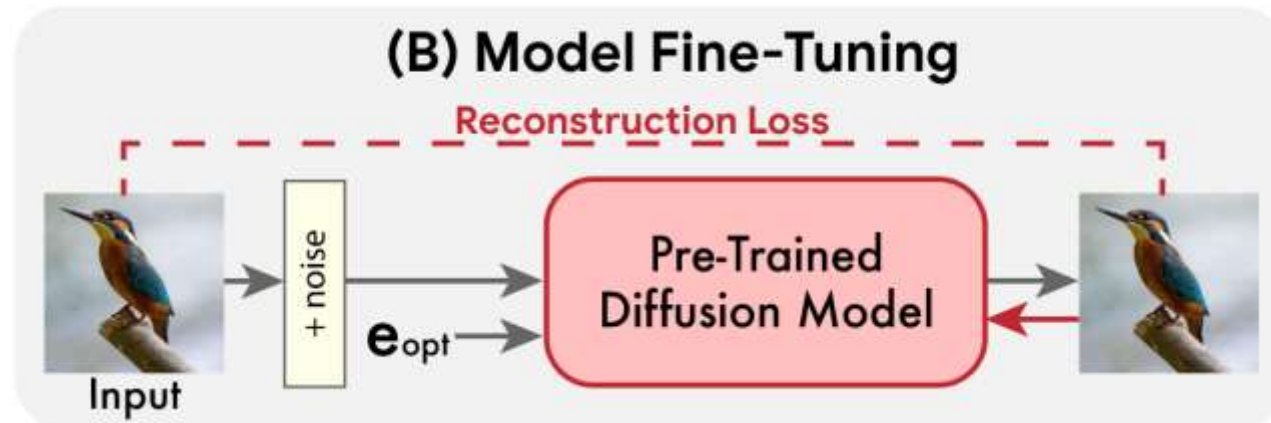 (B) Model Fine-Tuning
Reconstruction Loss
+ noise
Pre-Trained
Diffusion Model
eopt
Input